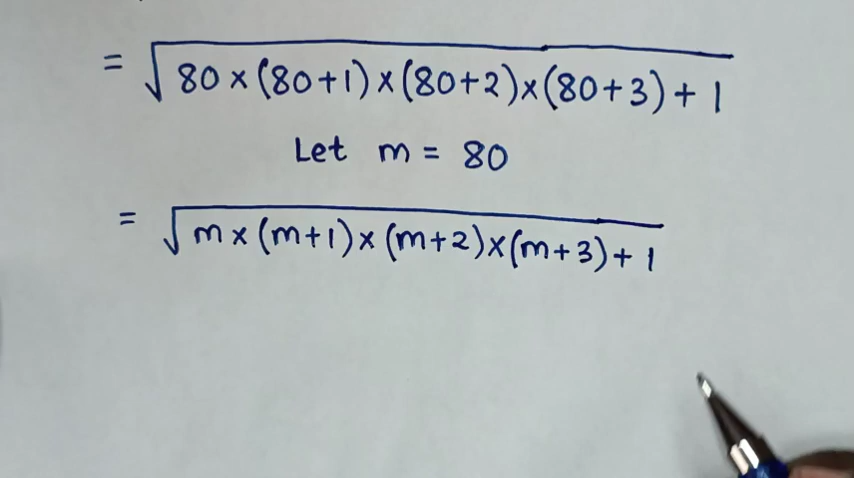 = √80×(80+1)×(80+2)×(80+3)+1
Let m = 80
= √m×(m+1)×(m+2)×(m+3)+1